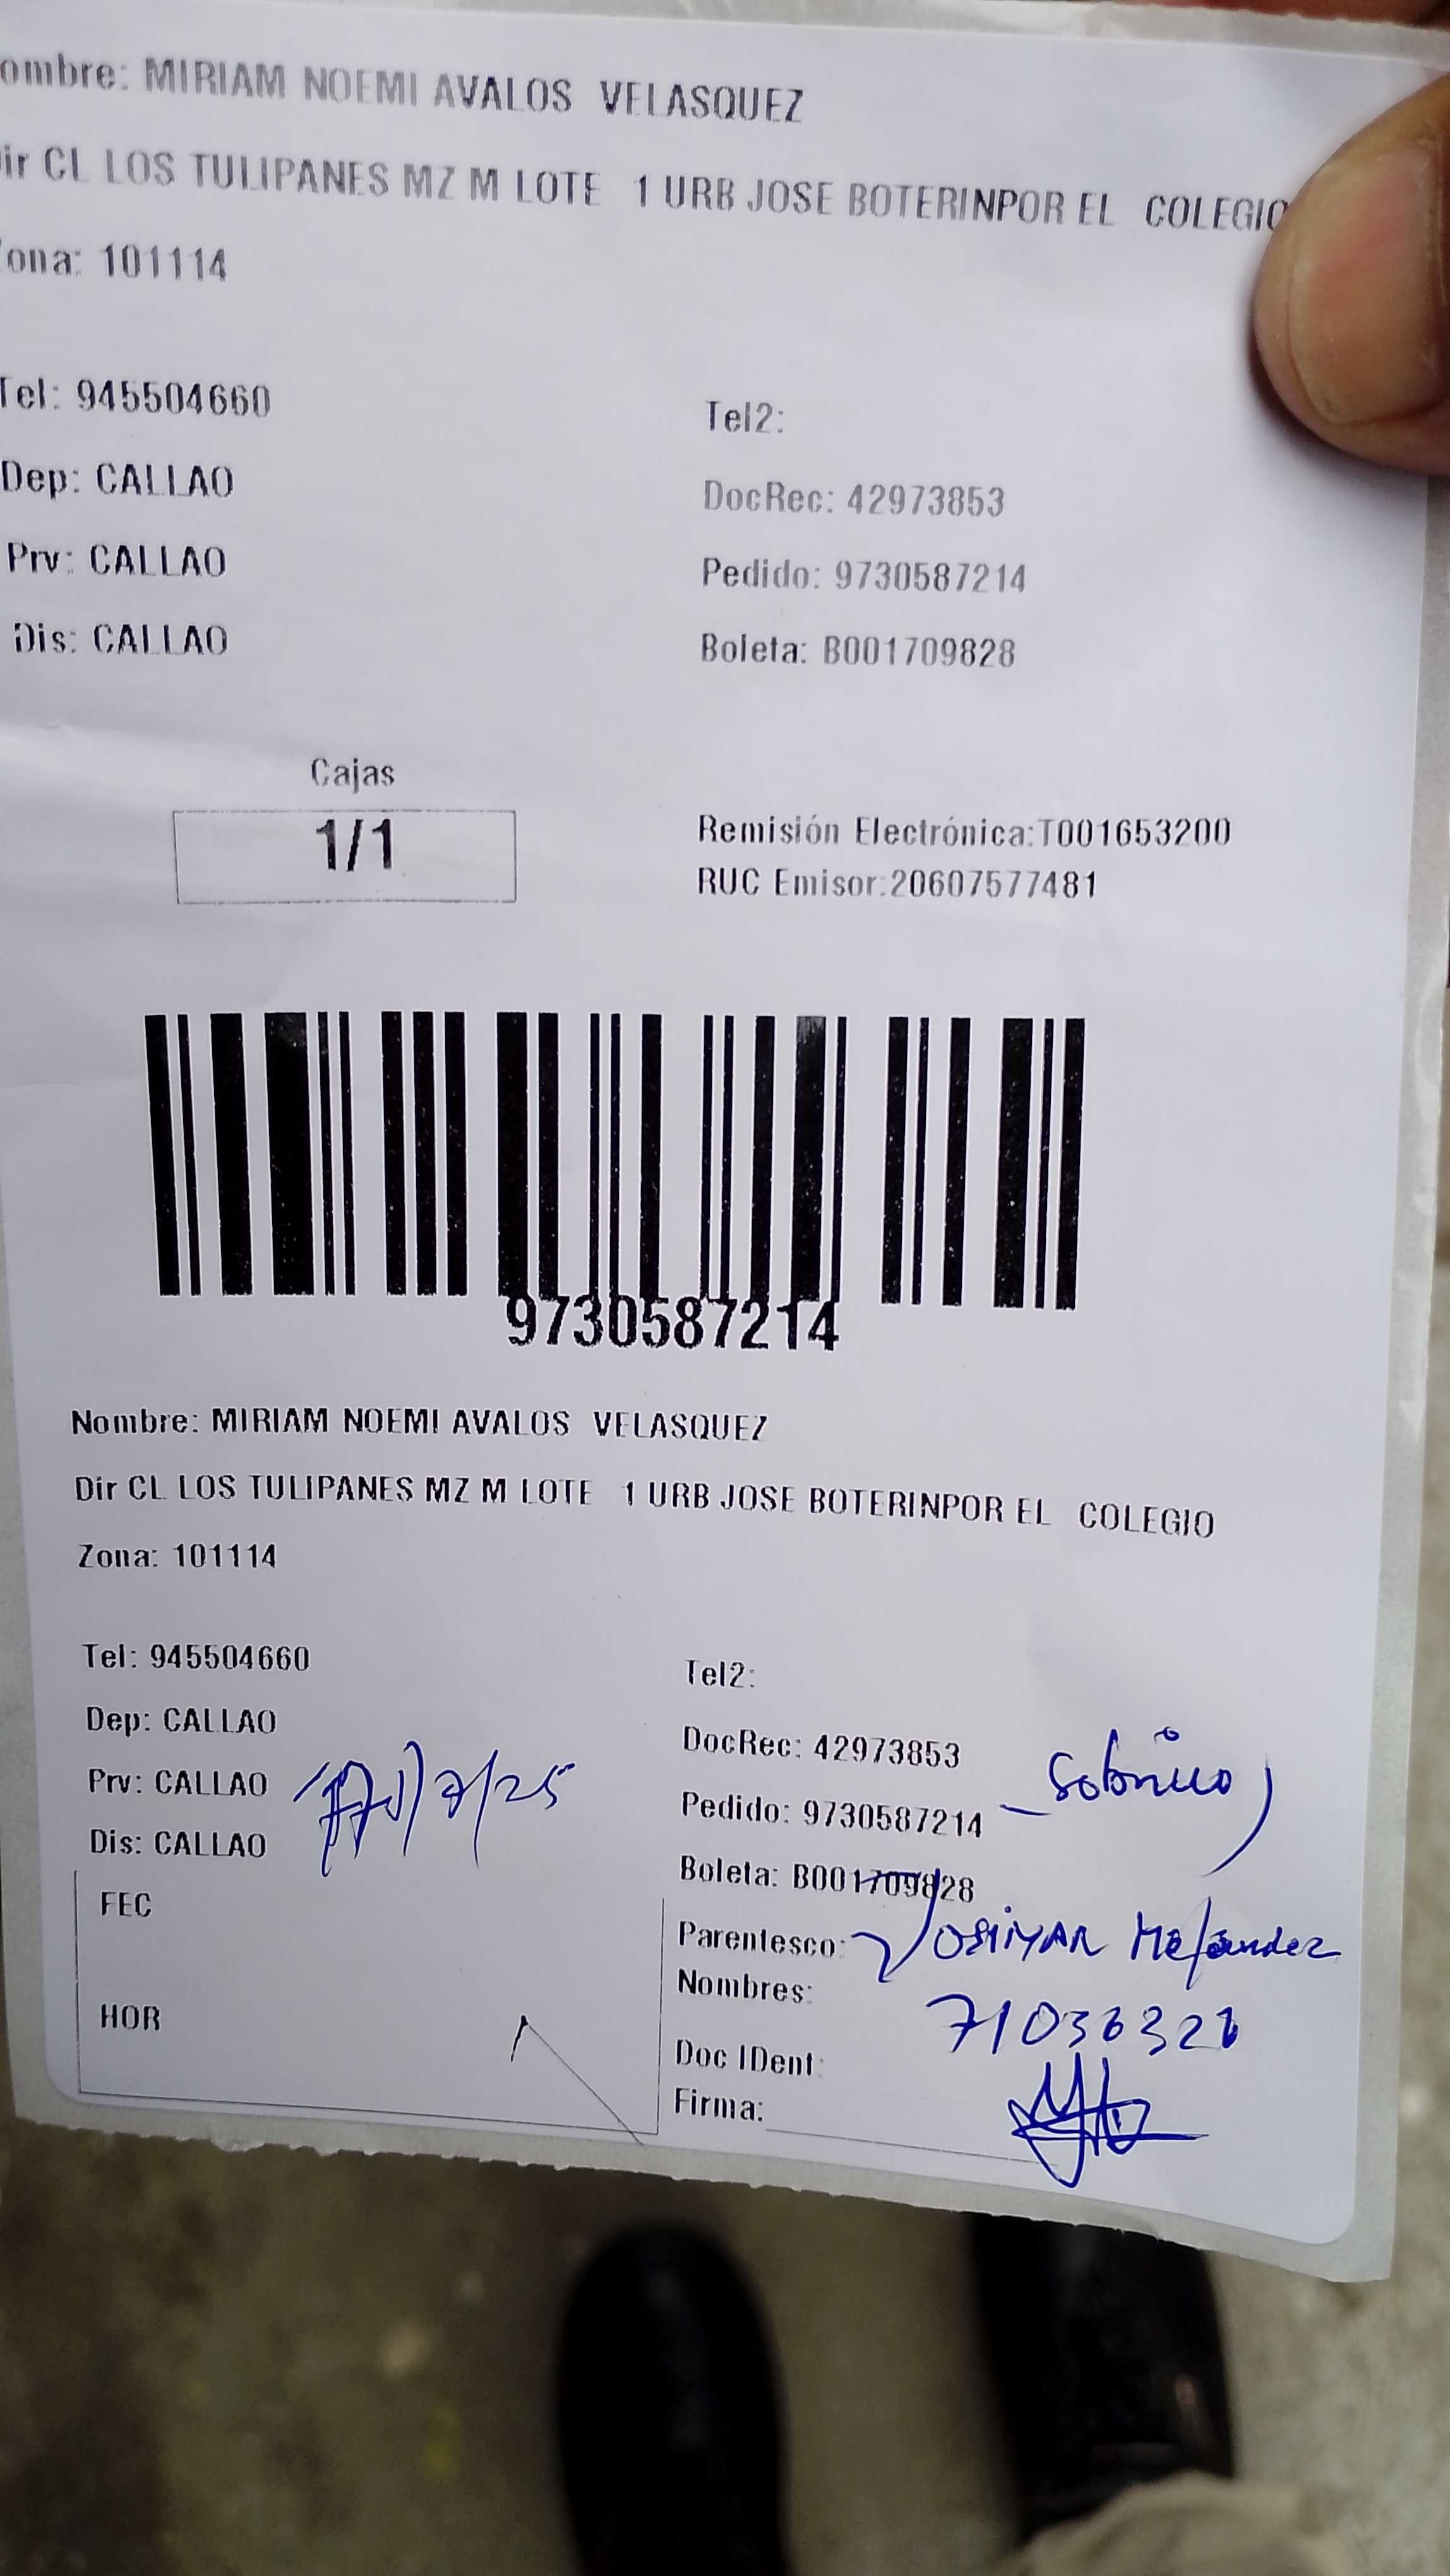 ombre: MIRIAM NOEMI AVALOS VELASQUEZ
ir CL LOS TULIPANES MZ M LOTE 1 URB JOSE BOTERINPOR EL COLEGIO
ona: 101114
Tel: 945504660
Tel2:
Dep: CALLAO
DocRec: 42973853
Prv: CALLAO
Pedido: 9730587214
Dis: CALLAO
Boleta: B001709828
Cajas
1/1
Remisión Electrónica:T001653200
RUC Emisor:20607577481
9730587214
Nombre: MIRIAM NOEMI AVALOS VELASQUEZ
Dir CL LOS TULIPANES MZ M LOTE 1 URB JOSE BOTERINPOR EL COLEGIO
Zona: 101114
Tel: 945504660
Tel2:
Dep: CALLAO
DocRec: 42973853
Sobrino
Prv: CALLAO
Pedido: 9730587214
Dis: CALLAO
Boleta: B001709828
FEC
Parentesco:
Nombres:
HOR
Doc IDent:
Firma: